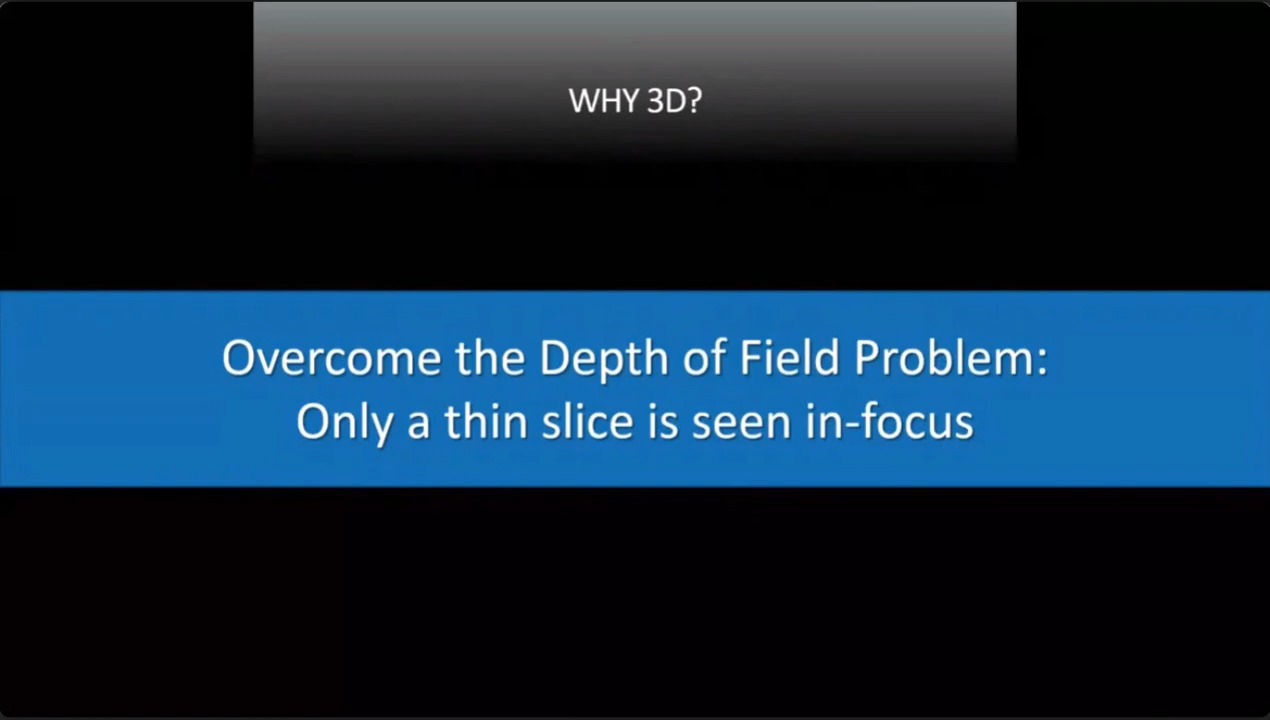 WHY 3D?
Overcome the Depth of Field Problem:
Only a thin slice is seen in-focus